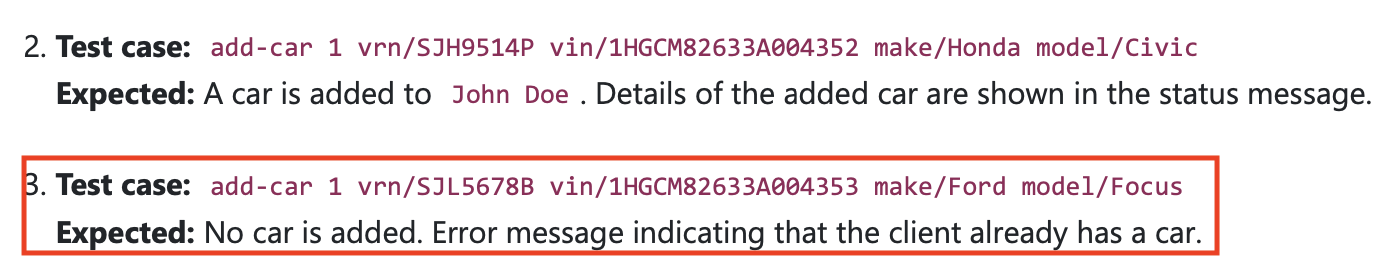 2. Test case: add-car 1 vrn/SJH9514P vin/1HGCM82633A004352 make/Honda model/Civic
Expected: A car is added to John Doe . Details of the added car are shown in the status message.
3. Test case: add-car 1 vrn/SJL5678B vin/1HGCM82633A004353 make/Ford model/Focus
Expected: No car is added. Error message indicating that the client already has a car.